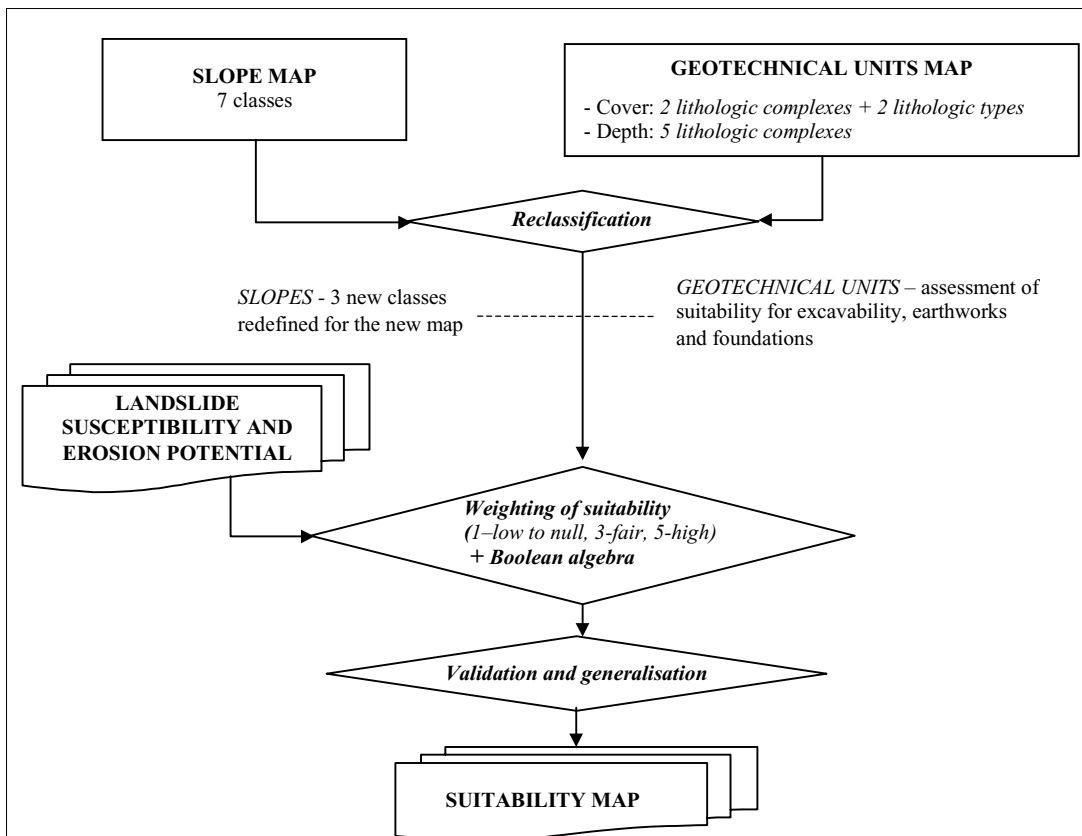 SLOPE MAP
7 classes
GEOTECHNICAL UNITS MAP
- Cover: 2 lithologic complexes + 2 lithologic types
- Depth: 5 lithologic complexes
Reclassification
SLOPES - 3 new classes
redefined for the new map
GEOTECHNICAL UNITS – assessment of
suitability for excavability, earthworks
and foundations
LANDSLIDE
SUSCEPTIBILITY AND
EROSION POTENTIAL
Weighting of suitability
(1–low to null, 3-fair, 5-high)
+ Boolean algebra
Validation and generalisation
SUITABILITY MAP